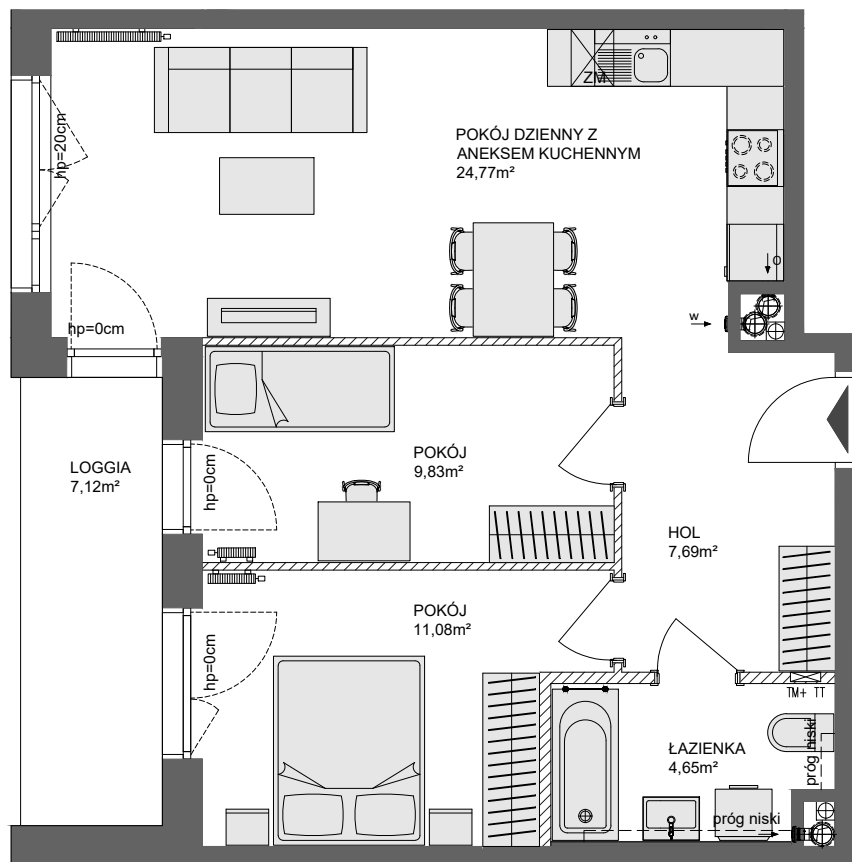 ZM
hp=20cm
POKÓJ DZIENNY Z
ANEKSEM KUCHENNYM
24,77m²
O
w
hp=0cm
LOGGIA
7,12m²
hp=0cm
POKÓJ
9,83m²
HOL
7,69m²
POKÓJ
11,08m²
hp=0cm
TM+ TT
ŁAZIENKA
4,65m²
próg niski
próg niski